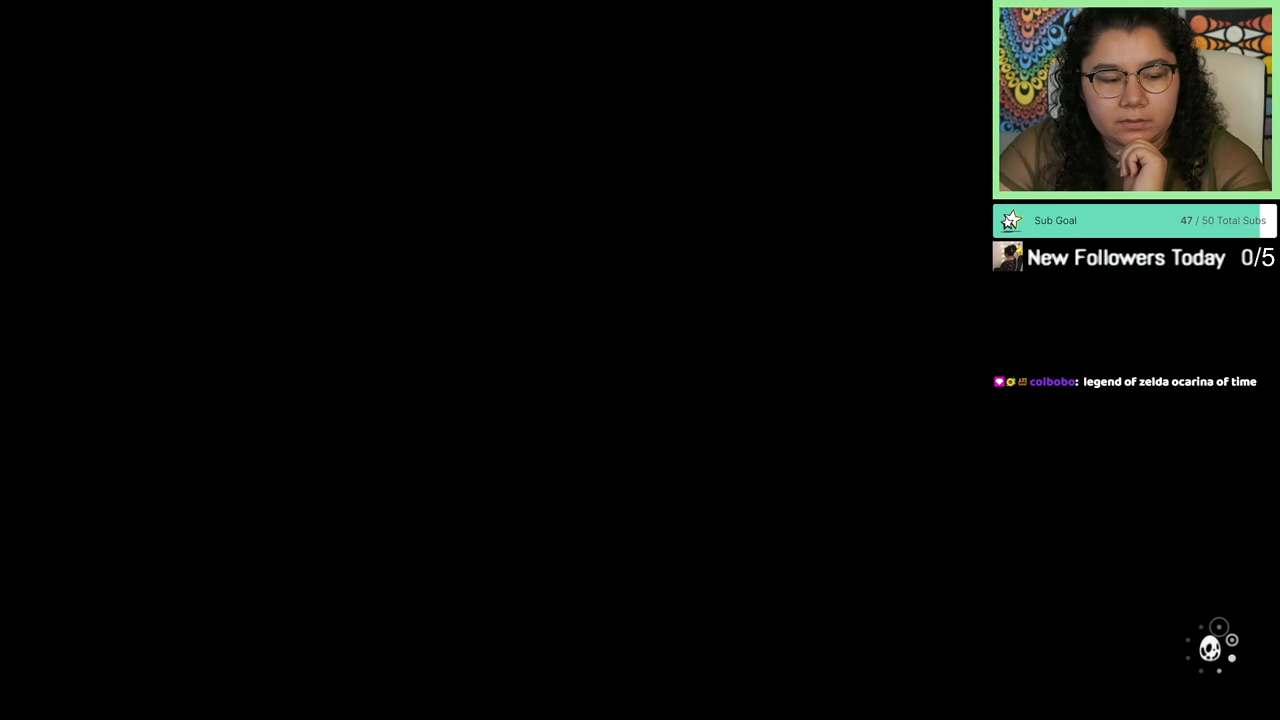 Sub Goal 47 / 50 Total Subs
New Followers Today 0/5
colbobo: legend of zelda ocarina of time